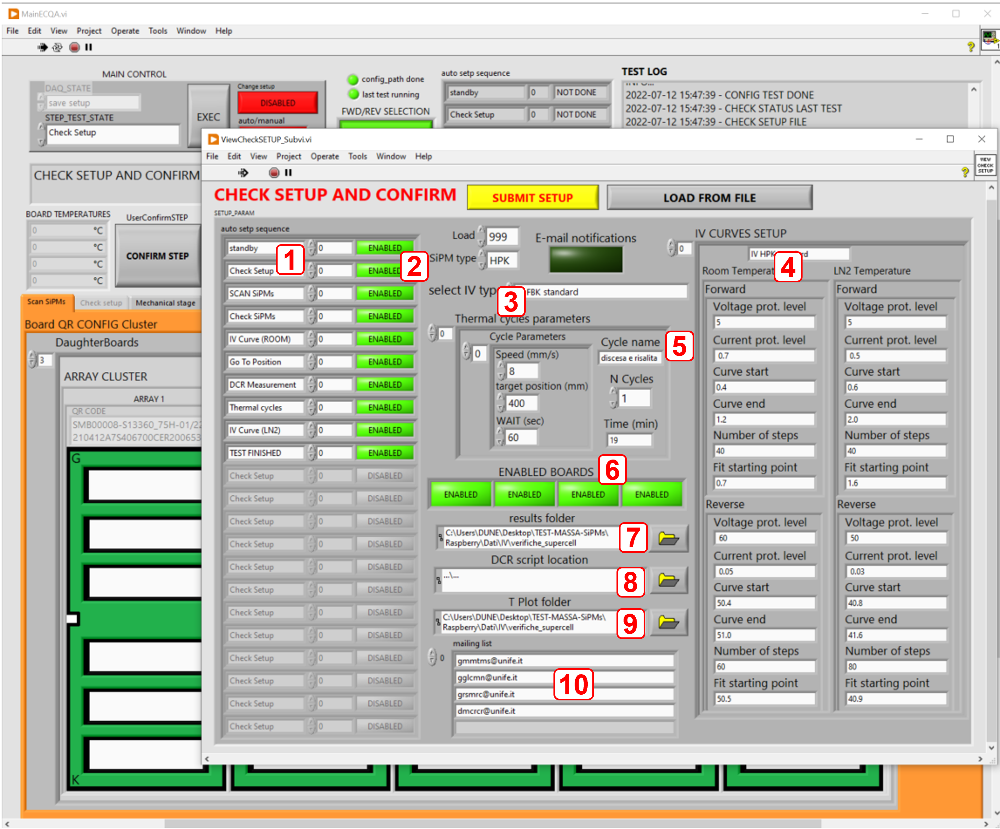 MainECQA.vi
File Edit View Project Operate Tools Window Help
MAIN CONTROL
DAQ_STATE
save setup
STEP_TEST_STATE
Check Setup
EXEC
Change setup
DISABLED
auto/manual
config_path done
last test running
FWD/REV SELECTION
auto setp sequence
standby 0 NOT DONE
Check Setup 0 NOT DONE
TEST LOG
2022-07-12 15:47:39 - CONFIG TEST DONE
2022-07-12 15:47:39 - CHECK STATUS LAST TEST
2022-07-12 15:47:39 - CHECK SETUP FILE
CHECK SETUP AND CONFIRM
BOARD TEMPERATURES
0 °C
0 °C
0 °C
0 °C
UserConfirmSTEP
CONFIRM STEP
Scan SiPMs Check setup Mechanical stage
Board QR CONFIG Cluster
DaughterBoards
3
ARRAY CLUSTER
ARRAY 1
QR CODE
SMB00008-S13360_75H-01/22
210412A7S406700CER200653
G
K
ViewCheckSETUP_Subvi.vi
File Edit View Project Operate Tools Window Help
VIEW
CHECK
SETUP
CHECK SETUP AND CONFIRM
SUBMIT SETUP
LOAD FROM FILE
SETUP_PARAM
auto setp sequence
standby 0 ENABLED
Check Setup 0 ENABLED
SCAN SiPMs 0 ENABLED
Check SiPMs 0 ENABLED
IV Curve (ROOM) 0 ENABLED
Go To Position 0 ENABLED
DCR Measurement 0 ENABLED
Thermal cycles 0 ENABLED
IV Curve (LN2) 0 ENABLED
TEST FINISHED 0 ENABLED
Check Setup 0 DISABLED
Check Setup 0 DISABLED
Check Setup 0 DISABLED
Check Setup 0 DISABLED
Check Setup 0 DISABLED
Check Setup 0 DISABLED
Check Setup 0 DISABLED
Check Setup 0 DISABLED
Check Setup 0 DISABLED
Check Setup 0 DISABLED
Check Setup 0 DISABLED
Check Setup 0 DISABLED
1
2
Load 999
SiPM type HPK
E-mail notifications
select IV typ
3
FBK standard
Thermal cycles parameters
0
Cycle Parameters
0
Speed (mm/s)
8
target position (mm)
400
WAIT (sec)
60
Cycle name
5
discesa e risalita
N Cycles
1
Time (min)
19
ENABLED BOARDS
6
ENABLED ENABLED ENABLED ENABLED
results folder
C:\Users\DUNE\Desktop\TEST-MASSA-SiPMs\
Raspberry\Dati\IV\verifiche_supercell
7
DCR script location
...\...
8
T Plot folder
C:\Users\DUNE\Desktop\TEST-MASSA-SiPMs\
Raspberry\Dati\IV\verifiche_supercell
9
mailing list
0
gmmtms@unife.it
gglcmn@unife.it
grsmrc@unife.it
dmcrcr@unife.it
10
IV CURVES SETUP
0
IV HPK
4
Room Temperat
Forward
Voltage prot. level
5
Current prot. level
0.7
Curve start
0.4
Curve end
1.2
Number of steps
40
Fit starting point
0.7
Reverse
Voltage prot. level
60
Current prot. level
0.05
Curve start
50.4
Curve end
51.0
Number of steps
60
Fit starting point
50.5
LN2 Temperature
Forward
Voltage prot. level
5
Current prot. level
0.5
Curve start
0.6
Curve end
2.0
Number of steps
40
Fit starting point
1.6
Reverse
Voltage prot. level
50
Current prot. level
0.03
Curve start
40.8
Curve end
41.6
Number of steps
80
Fit starting point
40.9